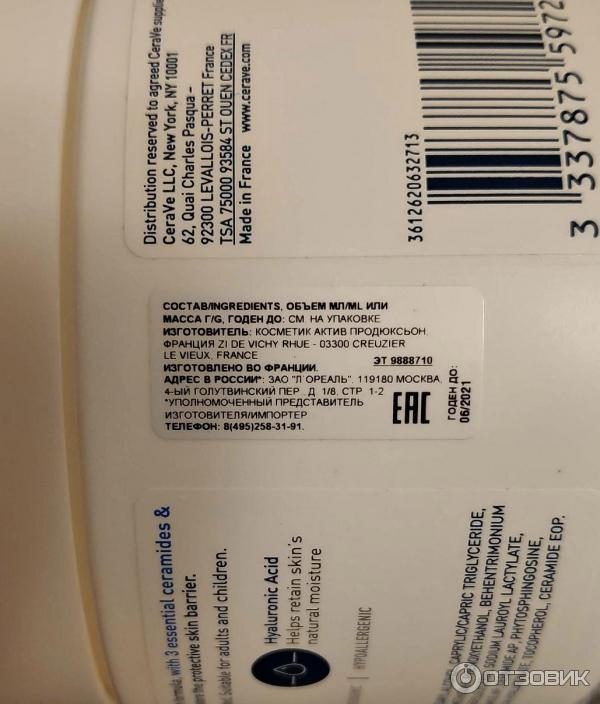 Distribution reserved to agreed CeraVe
CeraVe LLC, New York, NY 10001
62, Quai Charles Pasqua –
92300 LEVALLOIS-PERRET France
TSA 75000 93584 ST OUEN CEDEX FR
www.cerave.com
Made in France
3612620632713
3 337875 5972
СОСТАВ/INGREDIENTS, ОБЪЕМ МЛ/ML ИЛИ
МАССА Г/G, ГОДЕН ДО: СМ. НА УПАКОВКЕ
ИЗГОТОВИТЕЛЬ: КОСМЕТИК АКТИВ ПРОДЮКСЬОН,
ФРАНЦИЯ ZI DE VICHY RHUE - 03300 CREUZIER
LE VIEUX, FRANCE
ЭТ 9888710
ИЗГОТОВЛЕНО ВО ФРАНЦИИ.
АДРЕС В РОССИИ*: ЗАО "Л'ОРЕАЛЬ", 119180 МОСКВА,
4-ЫЙ ГОЛУТВИНСКИЙ ПЕР., Д. 1/8, СТР. 1-2
*УПОЛНОМОЧЕННЫЙ ПРЕДСТАВИТЕЛЬ
ИЗГОТОВИТЕЛЯ/ИМПОРТЕР
ТЕЛЕФОН: 8(495)258-31-91.
EAC
ГОДЕН ДО:
06/2021
with 3 essential ceramides &
the protective skin barrier.
Suitable for adults and children.
Hyaluronic Acid
Helps retain skin's
natural moisture
HYPOALLERGENIC
CAPRYLIC/CAPRIC TRIGLYCERIDE,
BEHENTRIMONIUM
SODIUM LAUROYL LACTYLATE,
AP, PHYTOSPHINGOSINE,
TOCOPHEROL, CERAMIDE EOP,
ОТЗОВИК